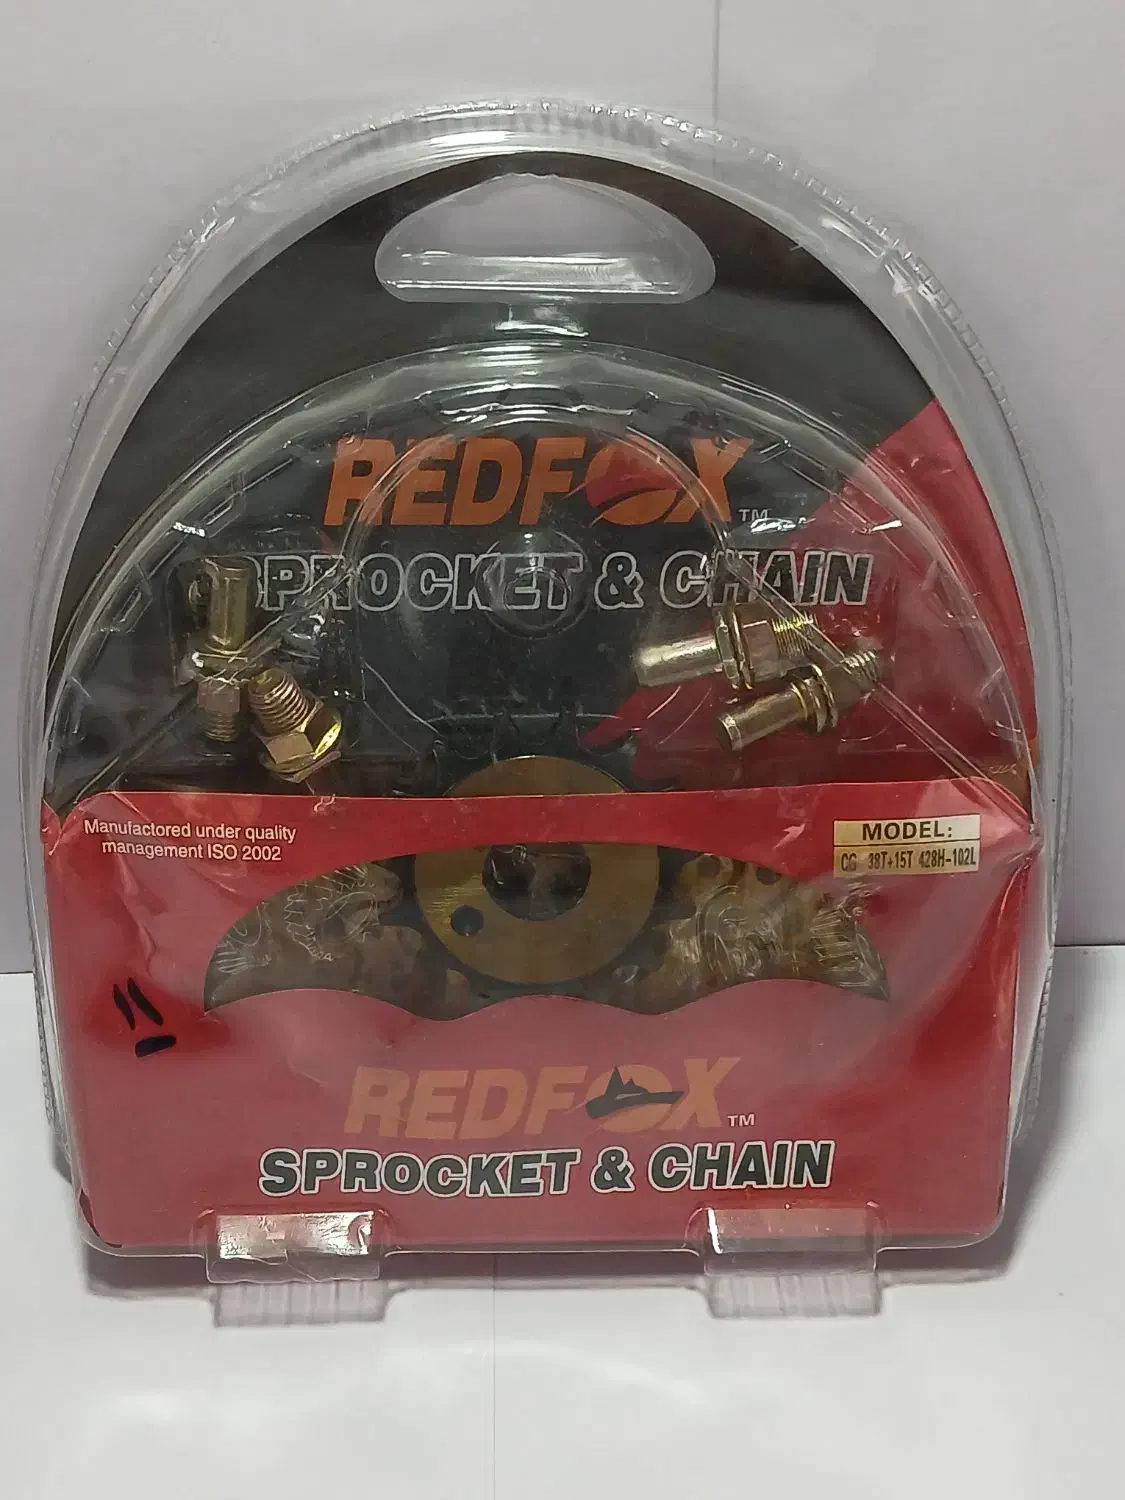 REDFOX TM
SPROCKET & CHAIN
Manufactored under quality
management ISO 2002
MODEL:
CG 38T+15T 428H-102L
REDFOX TM
SPROCKET & CHAIN